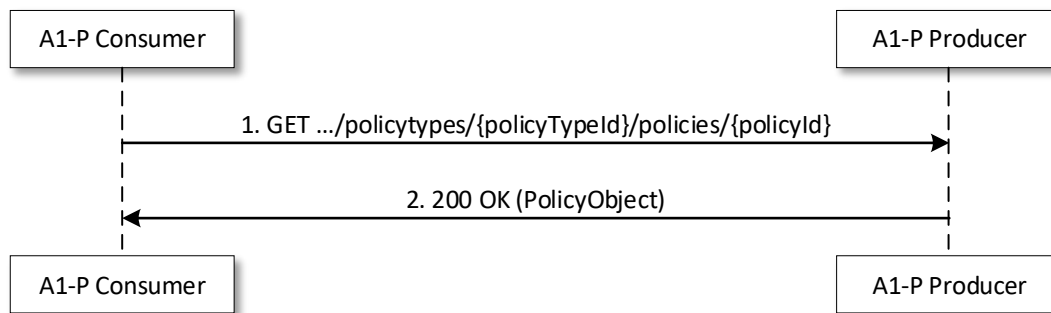 A1-P Consumer
A1-P Producer
1. GET .../policytypes/{policyTypeId}/policies/{policyId}
2. 200 OK (PolicyObject)
A1-P Consumer
A1-P Producer